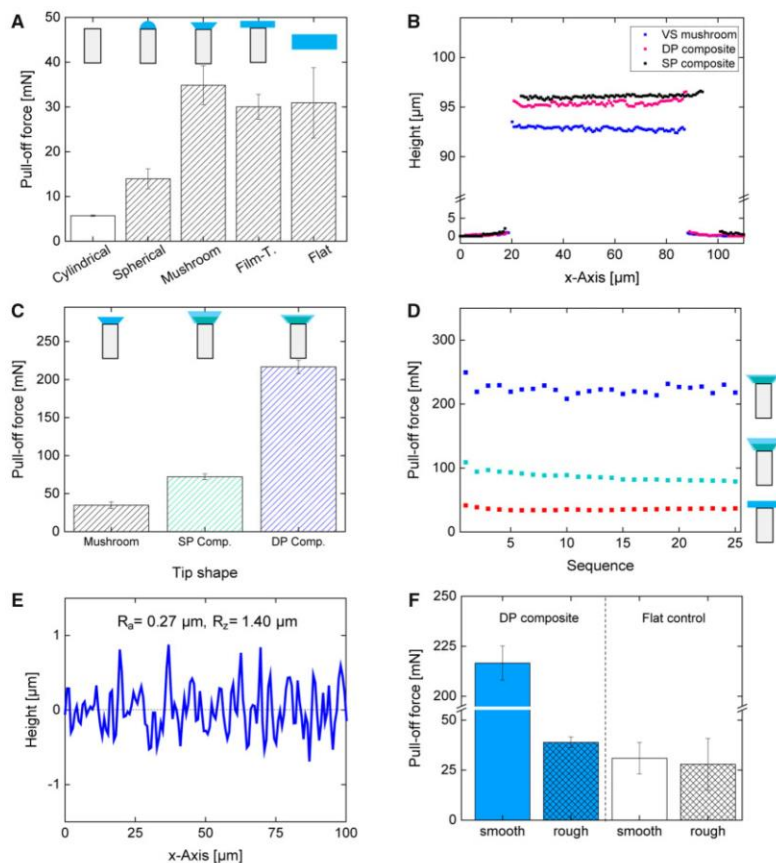 A
Pull-off force [mN]
50
40
30
20
10
0
Cylindrical
Spherical
Mushroom
Film-T.
Flat
B
Height [µm]
100
95
90
5
0
VS mushroom
DP composite
SP composite
0 20 40 60 80 100
x-Axis [µm]
C
Pull-off force [mN]
250
200
150
100
50
0
Mushroom SP Comp. DP Comp.
Tip shape
D
Pull-off force [mN]
300
200
100
0
5 10 15 20 25
Sequence
E
Ra= 0.27 µm, Rz= 1.40 µm
Height [µm]
1
0
-1
0 25 50 75 100
x-Axis [µm]
F
Pull-off force [mN]
250
225
200
50
25
0
DP composite Flat control
smooth rough smooth rough